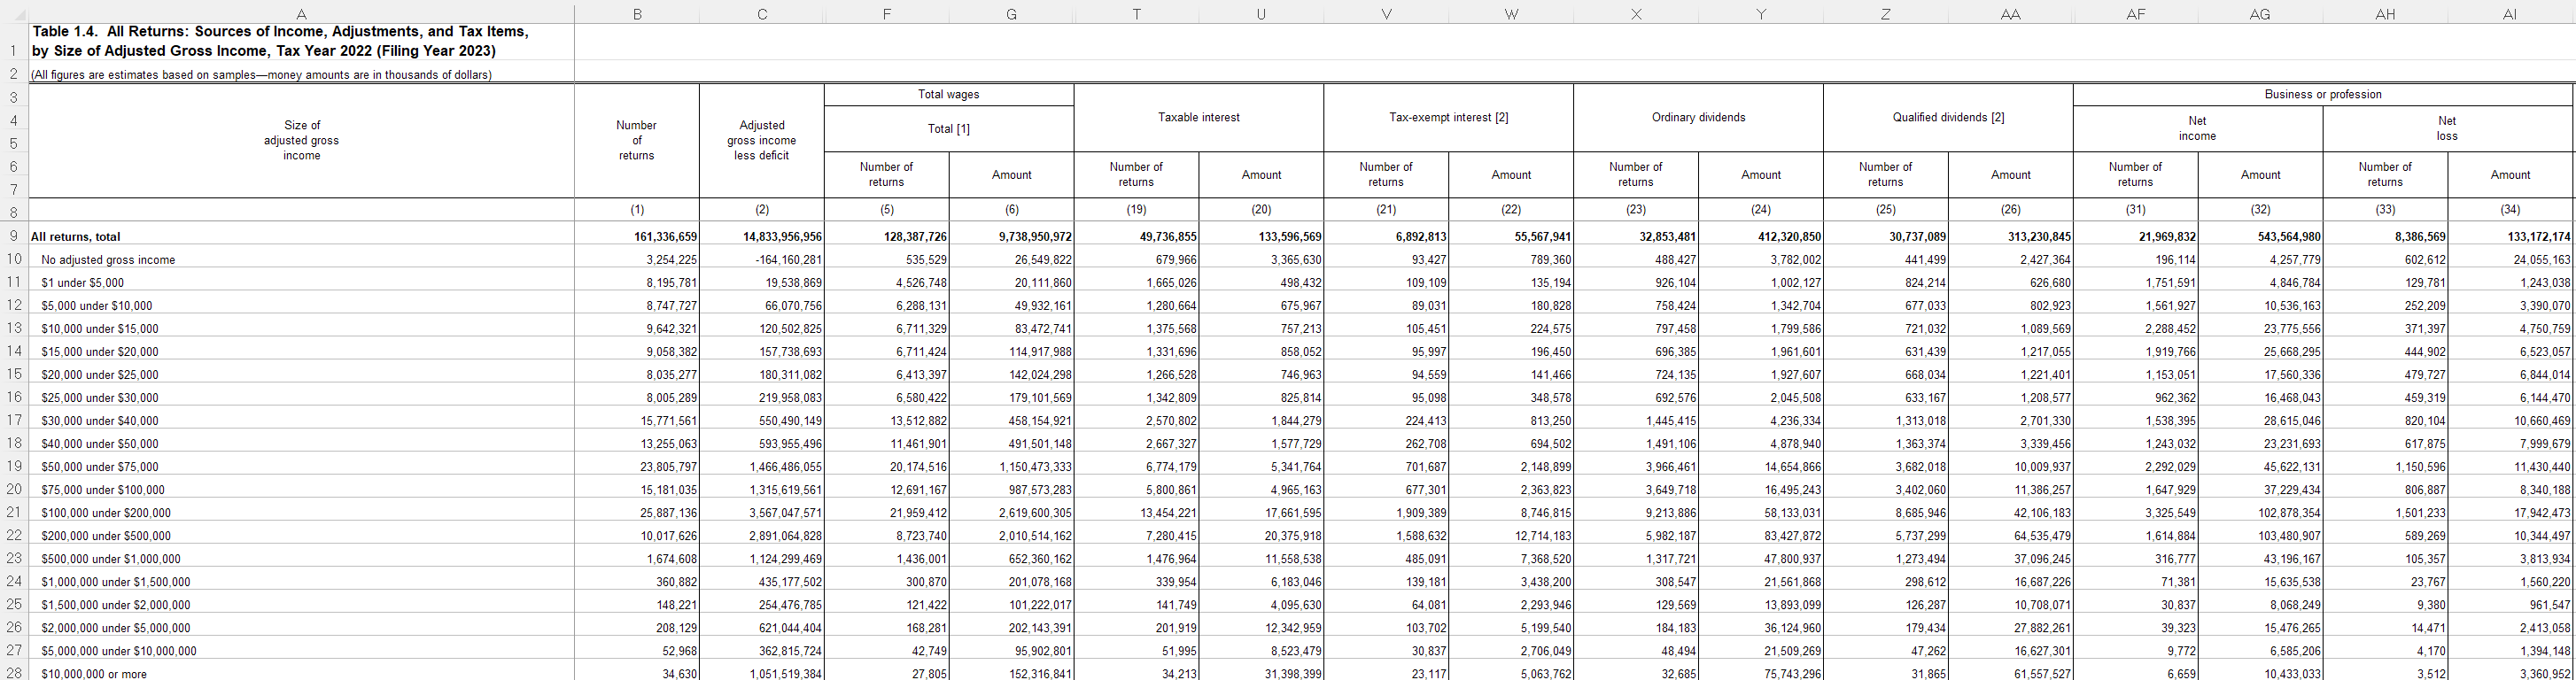 A B C F G T U V W X Y Z AA AF AG AH AI
1 Table 1.4. All Returns: Sources of Income, Adjustments, and Tax Items,
by Size of Adjusted Gross Income, Tax Year 2022 (Filing Year 2023)
2 (All figures are estimates based on samples—money amounts are in thousands of dollars)
3 Total wages Business or profession
4 Size of Number Adjusted Total [1] Taxable interest Tax-exempt interest [2] Ordinary dividends Qualified dividends [2] Net Net
5 adjusted gross of gross income income loss
income returns less deficit
6 Number of Amount Number of Amount Number of Amount Number of Amount Number of Amount Number of Amount Number of Amount
7 returns returns returns returns returns returns returns
8 (1) (2) (5) (6) (19) (20) (21) (22) (23) (24) (25) (26) (31) (32) (33) (34)
9 All returns, total 161,336,659 14,833,956,956 128,387,726 9,738,950,972 49,736,855 133,596,569 6,892,813 55,567,941 32,853,481 412,320,850 30,737,089 313,230,845 21,969,832 543,564,980 8,386,569 133,172,174
10 No adjusted gross income 3,254,225 -164,160,281 535,529 26,549,822 679,966 3,365,630 93,427 789,360 488,427 3,782,002 441,499 2,427,364 196,114 4,257,779 602,612 24,055,163
11 $1 under $5,000 8,195,781 19,538,869 4,526,748 20,111,860 1,665,026 498,432 109,109 135,194 926,104 1,002,127 824,214 626,680 1,751,591 4,846,784 129,781 1,243,038
12 $5,000 under $10,000 8,747,727 66,070,756 6,288,131 49,932,161 1,280,664 675,967 89,031 180,828 758,424 1,342,704 677,033 802,923 1,561,927 10,536,163 252,209 3,390,070
13 $10,000 under $15,000 9,642,321 120,502,825 6,711,329 83,472,741 1,375,568 757,213 105,451 224,575 797,458 1,799,586 721,032 1,089,569 2,288,452 23,775,556 371,397 4,750,759
14 $15,000 under $20,000 9,058,382 157,738,693 6,711,424 114,917,988 1,331,696 858,052 95,997 196,450 696,385 1,961,601 631,439 1,217,055 1,919,766 25,668,295 444,902 6,523,057
15 $20,000 under $25,000 8,035,277 180,311,082 6,413,397 142,024,298 1,266,528 746,963 94,559 141,466 724,135 1,927,607 668,034 1,221,401 1,153,051 17,560,336 479,727 6,844,014
16 $25,000 under $30,000 8,005,289 219,958,083 6,580,422 179,101,569 1,342,809 825,814 95,098 348,578 692,576 2,045,508 633,167 1,208,577 962,362 16,468,043 459,319 6,144,470
17 $30,000 under $40,000 15,771,561 550,490,149 13,512,882 458,154,921 2,570,802 1,844,279 224,413 813,250 1,445,415 4,236,334 1,313,018 2,701,330 1,538,395 28,615,046 820,104 10,660,469
18 $40,000 under $50,000 13,255,063 593,955,496 11,461,901 491,501,148 2,667,327 1,577,729 262,708 694,502 1,491,106 4,878,940 1,363,374 3,339,456 1,243,032 23,231,693 617,875 7,999,679
19 $50,000 under $75,000 23,805,797 1,466,486,055 20,174,516 1,150,473,333 6,774,179 5,341,764 701,687 2,148,899 3,966,461 14,654,866 3,682,018 10,009,937 2,292,029 45,622,131 1,150,596 11,430,440
20 $75,000 under $100,000 15,181,035 1,315,619,561 12,691,167 987,573,283 5,800,861 4,965,163 677,301 2,363,823 3,649,718 16,495,243 3,402,060 11,386,257 1,647,929 37,229,434 806,887 8,340,188
21 $100,000 under $200,000 25,887,136 3,567,047,571 21,959,412 2,619,600,305 13,454,221 17,661,595 1,909,389 8,746,815 9,213,886 58,133,031 8,685,946 42,106,183 3,325,549 102,878,354 1,501,233 17,942,473
22 $200,000 under $500,000 10,017,626 2,891,064,828 8,723,740 2,010,514,162 7,280,415 20,375,918 1,588,632 12,714,183 5,982,187 83,427,872 5,737,299 64,535,479 1,614,884 103,480,907 589,269 10,344,497
23 $500,000 under $1,000,000 1,674,608 1,124,299,469 1,436,001 652,360,162 1,476,964 11,558,538 485,091 7,368,520 1,317,721 47,800,937 1,273,494 37,096,245 316,777 43,196,167 105,357 3,813,934
24 $1,000,000 under $1,500,000 360,882 435,177,502 300,870 201,078,168 339,954 6,183,046 139,181 3,438,200 308,547 21,561,868 298,612 16,687,226 71,381 15,635,538 23,767 1,560,220
25 $1,500,000 under $2,000,000 148,221 254,476,785 121,422 101,222,017 141,749 4,095,630 64,081 2,293,946 129,569 13,893,099 126,287 10,708,071 30,837 8,068,249 9,380 961,547
26 $2,000,000 under $5,000,000 208,129 621,044,404 168,281 202,143,391 201,919 12,342,959 103,702 5,199,540 184,183 36,124,960 179,434 27,882,261 39,323 15,476,265 14,471 2,413,058
27 $5,000,000 under $10,000,000 52,968 362,815,724 42,749 95,902,801 51,995 8,523,479 30,837 2,706,049 48,494 21,509,269 47,262 16,627,301 9,772 6,585,206 4,170 1,394,148
28 $10,000,000 or more 34,630 1,051,519,384 27,805 152,316,841 34,213 31,398,399 23,117 5,063,762 32,685 75,743,296 31,865 61,557,527 6,659 10,433,033 3,512 3,360,952